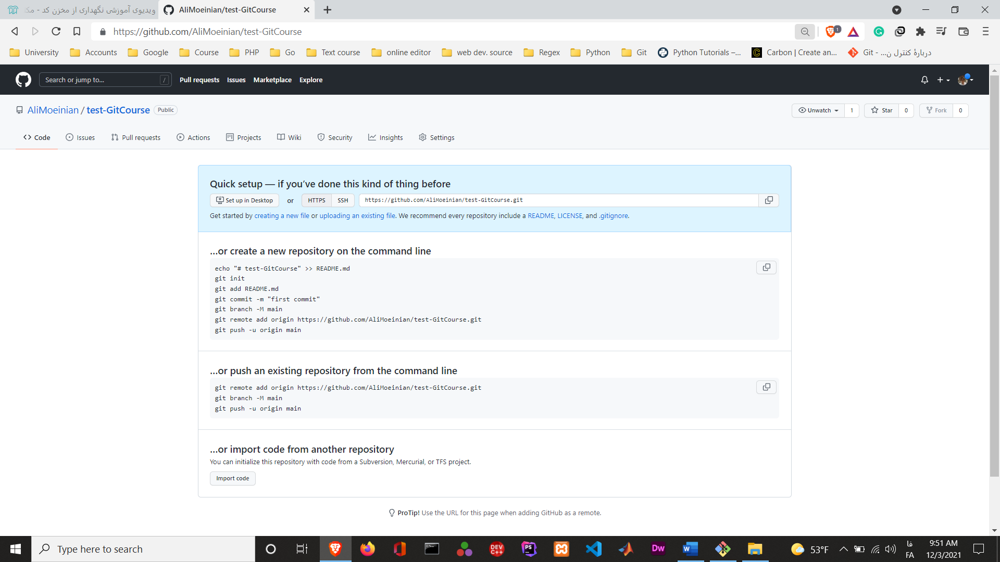 ویدیوی آموزشی نگهداری از مخزن کد - مک
AliMoeinian/test-GitCourse
https://github.com/AliMoeinian/test-GitCourse
1
University Accounts Google Course PHP Go Text course online editor web dev. source Regex Python Git Python Tutorials –... Carbon | Create an... Git - دربارهٔ کنترل ن...
Search or jump to... / Pull requests Issues Marketplace Explore
AliMoeinian / test-GitCourse Public Unwatch 1 Star 0 Fork 0
Code Issues Pull requests Actions Projects Wiki Security Insights Settings
Quick setup — if you’ve done this kind of thing before
Set up in Desktop or HTTPS SSH https://github.com/AliMoeinian/test-GitCourse.git
Get started by creating a new file or uploading an existing file. We recommend every repository include a README, LICENSE, and .gitignore.
...or create a new repository on the command line
echo "# test-GitCourse" >> README.md
git init
git add README.md
git commit -m "first commit"
git branch -M main
git remote add origin https://github.com/AliMoeinian/test-GitCourse.git
git push -u origin main
...or push an existing repository from the command line
git remote add origin https://github.com/AliMoeinian/test-GitCourse.git
git branch -M main
git push -u origin main
...or import code from another repository
You can initialize this repository with code from a Subversion, Mercurial, or TFS project.
Import code
ProTip! Use the URL for this page when adding GitHub as a remote.
Type here to search
DEV C++
PS
Dw
W
53°F
فا
FA
9:51 AM
12/3/2021